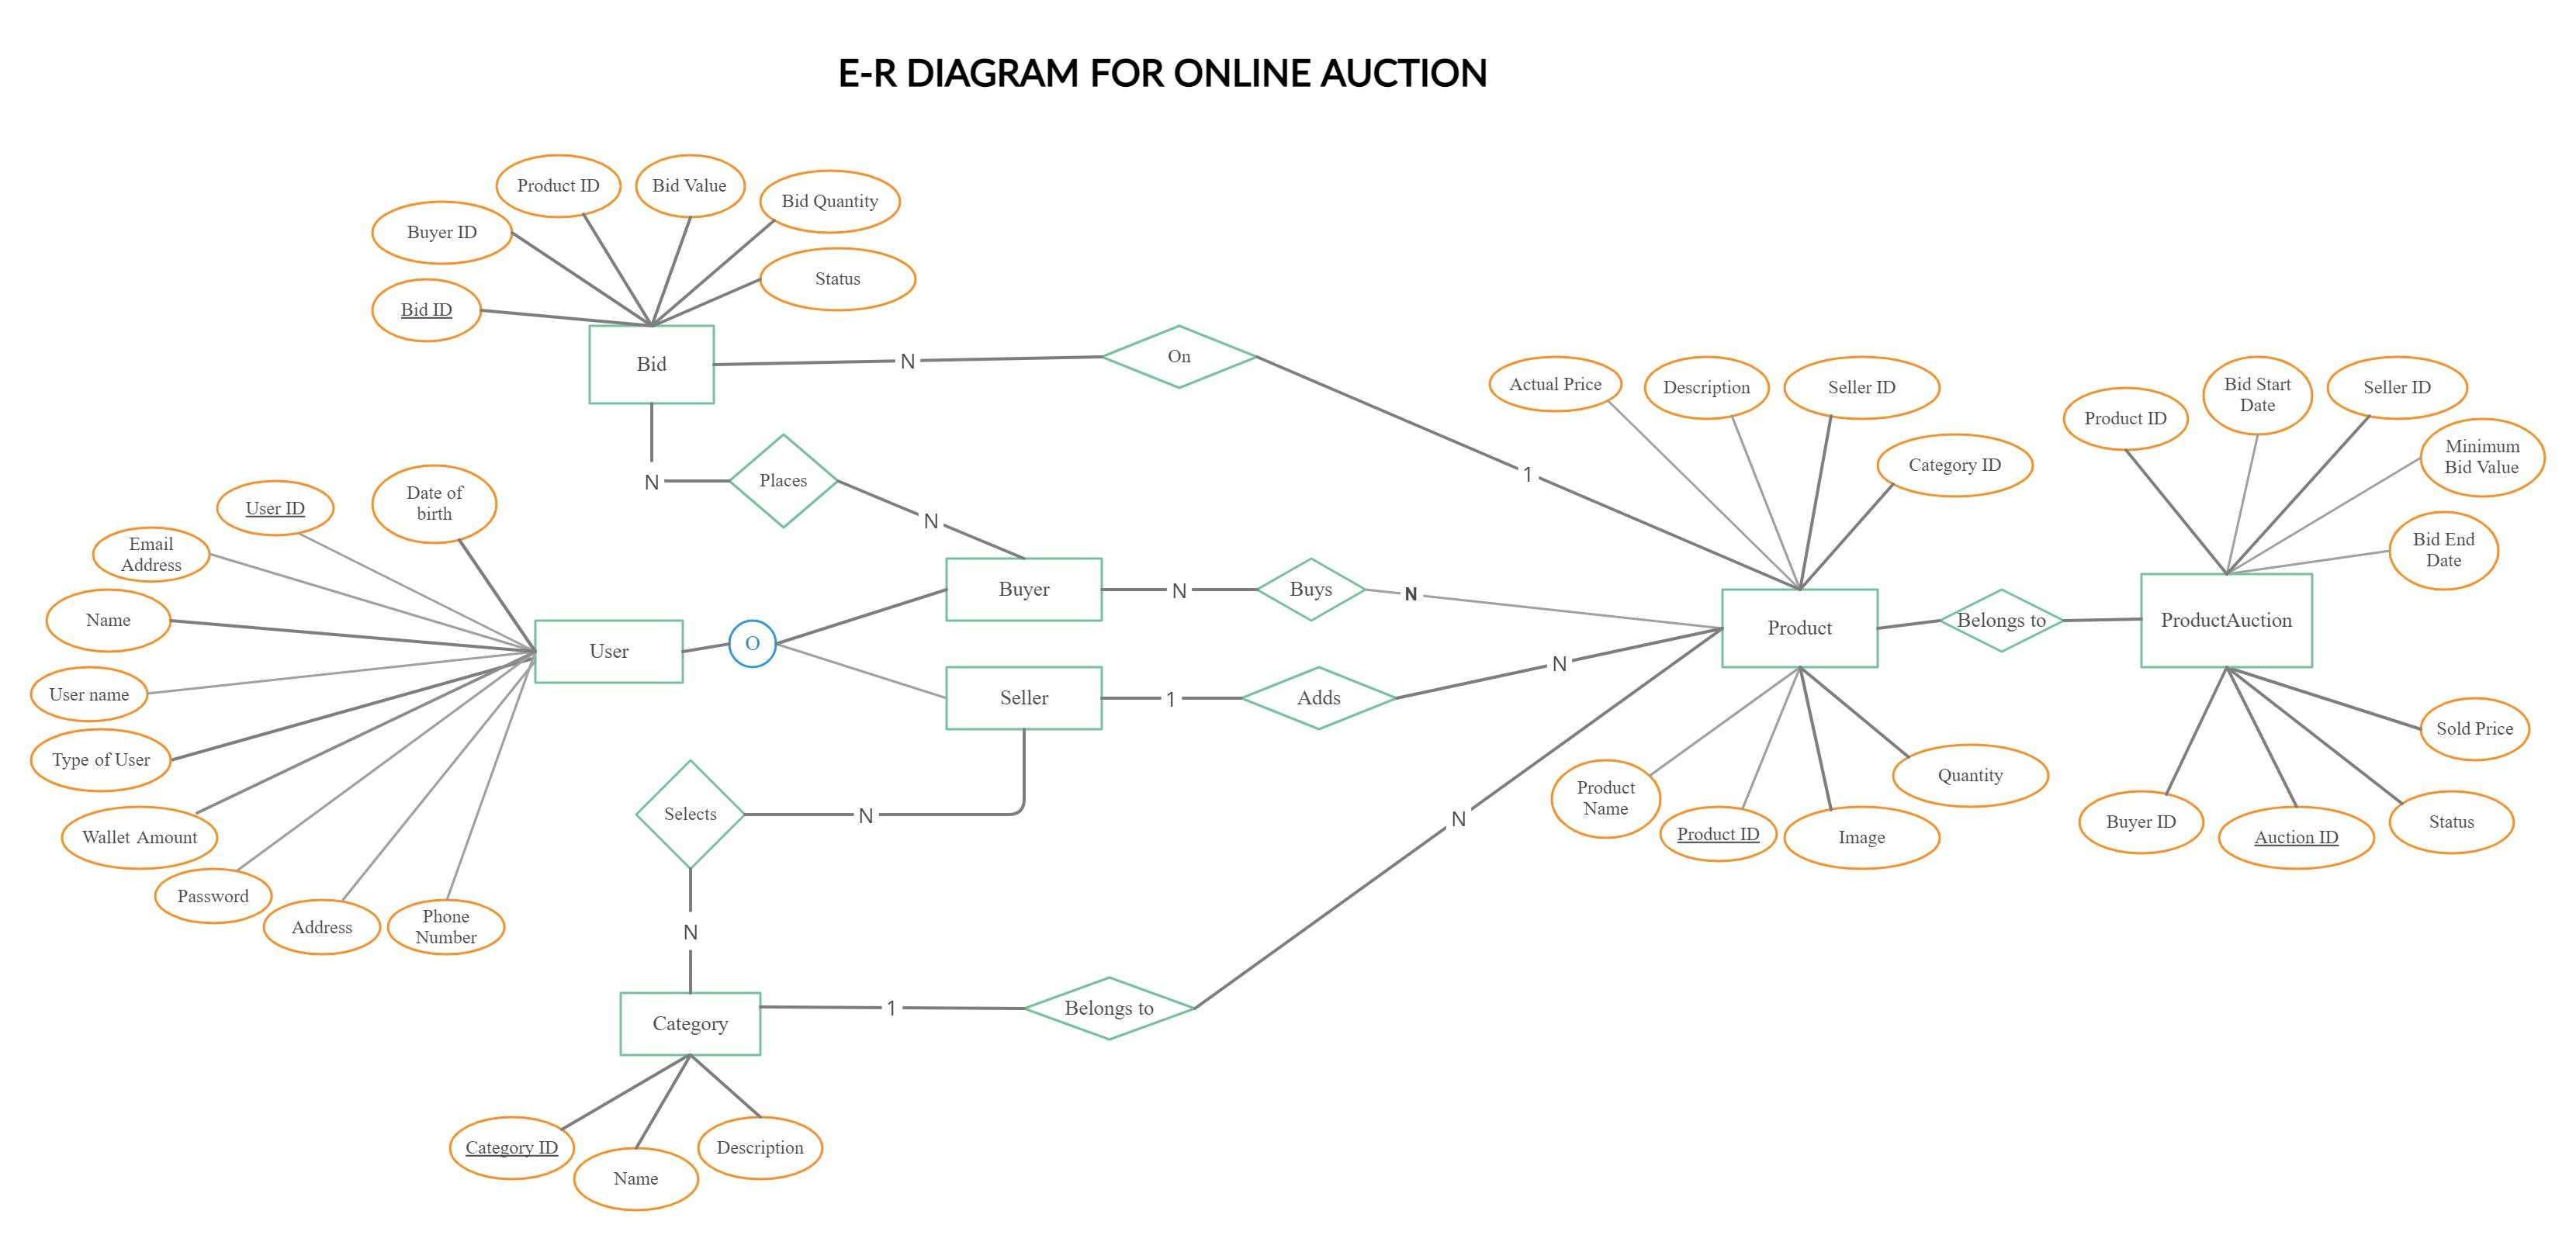 E-R DIAGRAM FOR ONLINE AUCTION
Product ID
Bid Value
Bid Quantity
Buyer ID
Status
Bid ID
Bid
N
On
1
N
Places
N
Actual Price
Description
Seller ID
Category ID
Product ID
Bid Start
Date
Seller ID
Minimum
Bid Value
Bid End
Date
User ID
Date of
birth
Email
Address
Name
User name
Type of User
Wallet Amount
Password
Address
Phone
Number
User
O
Buyer
N
Buys
N
Seller
1
Adds
N
Product
Belongs to
ProductAuction
Selects
N
N
N
Product
Name
Product ID
Image
Quantity
Buyer ID
Auction ID
Status
Sold Price
Category
1
Belongs to
Category ID
Name
Description